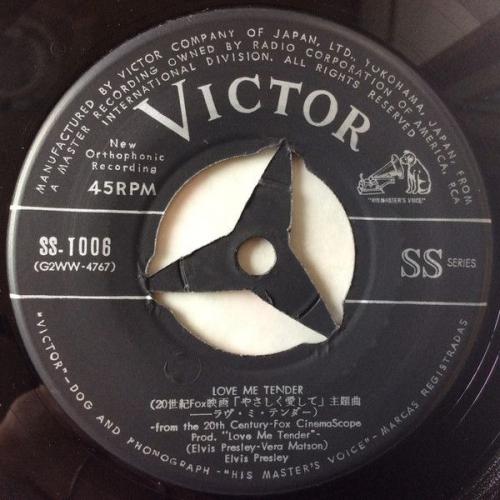 MANUFACTURED BY VICTOR COMPANY OF JAPAN, LTD., YOKOHAMA, JAPAN, FROM
A MASTER RECORDING OWNED BY RADIO CORPORATION OF AMERICA, RCA
INTERNATIONAL DIVISION. ALL RIGHTS RESERVED
VICTOR
New
Orthophonic
Recording
45RPM
"HIS MASTER'S VOICE"
SS-1006
(G2WW-4767)
SS SERIES
LOVE ME TENDER
(20世紀Fox映画「やさしく愛して」主題曲
——ラヴ・ミ・テンダー)
-from the 20th Century-Fox CinemaScope
Prod. "Love Me Tender"-
(Elvis Presley-Vera Matson)
Elvis Presley
"VICTOR"—DOG AND PHONOGRAPH—"HIS MASTER'S VOICE"—MARCAS REGISTRADAS